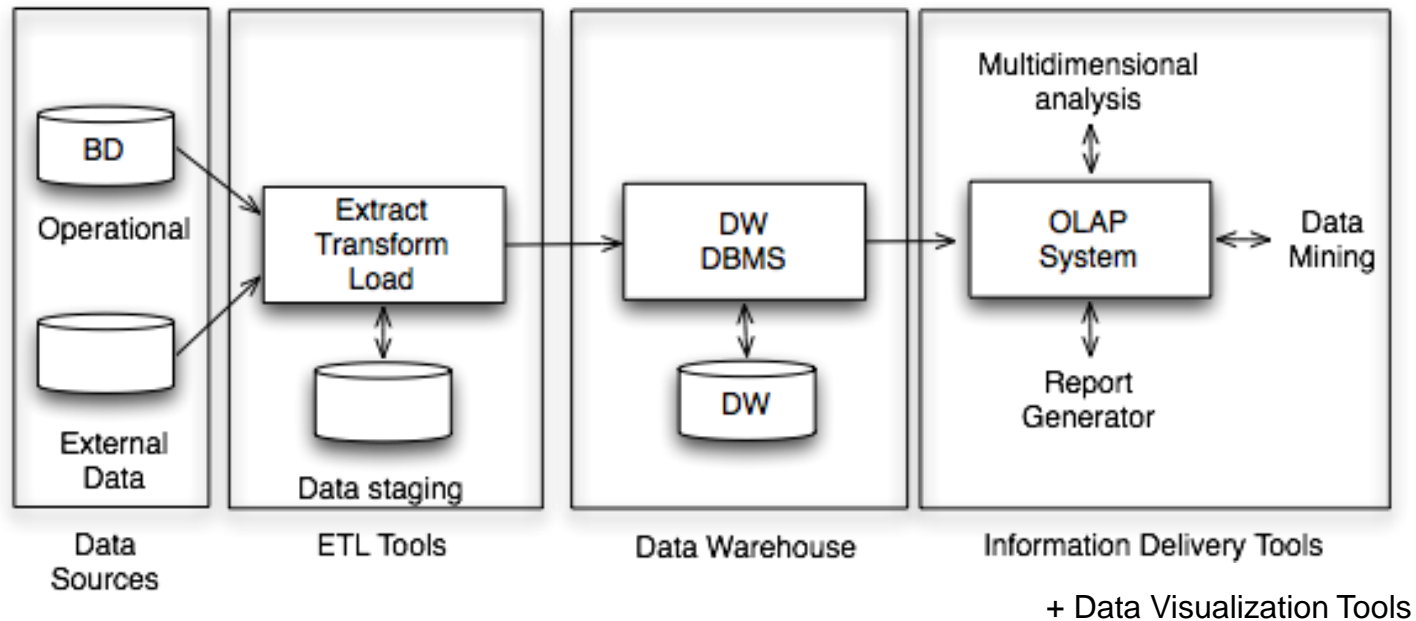 BD
Operational
External
Data
Data
Sources
Extract
Transform
Load
Data staging
ETL Tools
DW
DBMS
DW
Data Warehouse
Multidimensional
analysis
OLAP
System
Data
Mining
Report
Generator
Information Delivery Tools
+ Data Visualization Tools